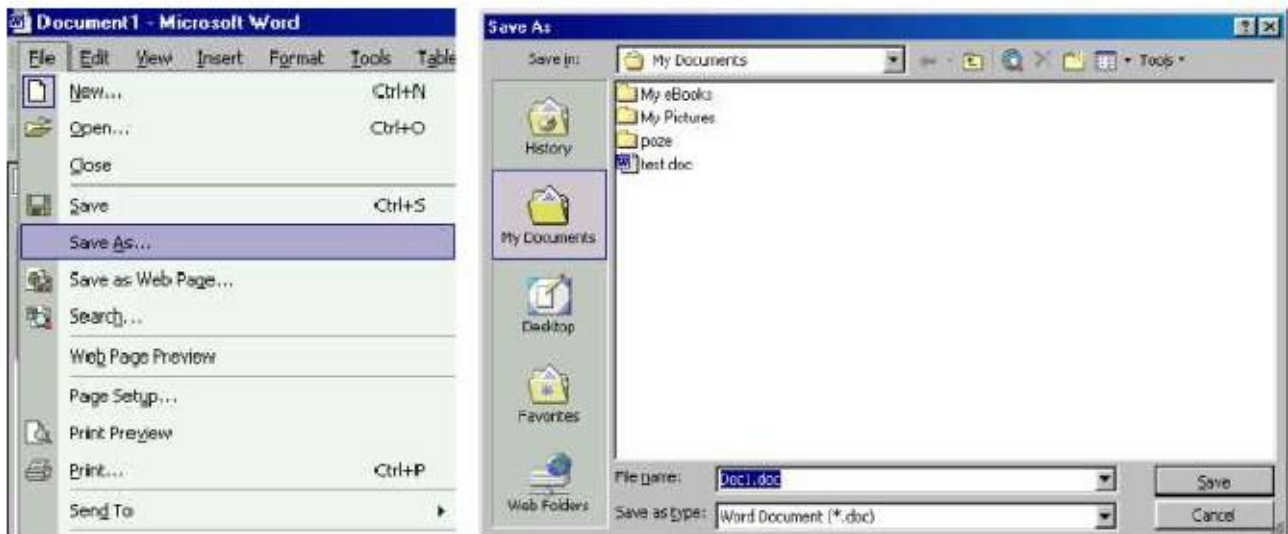 Document1 - Microsoft Word
File Edit View Insert Format Tools Table
New... Ctrl+N
Open... Ctrl+O
Close
Save Ctrl+S
Save As...
Save as Web Page...
Search...
Web Page Preview
Page Setup...
Print Preview
Print... Ctrl+P
Send To
Save As
Save in: My Documents Tools
History
My Documents
Desktop
Favorites
Web Folders
My eBooks
My Pictures
poze
test.doc
File name: Doc1.doc Save
Save as type: Word Document (*.doc) Cancel